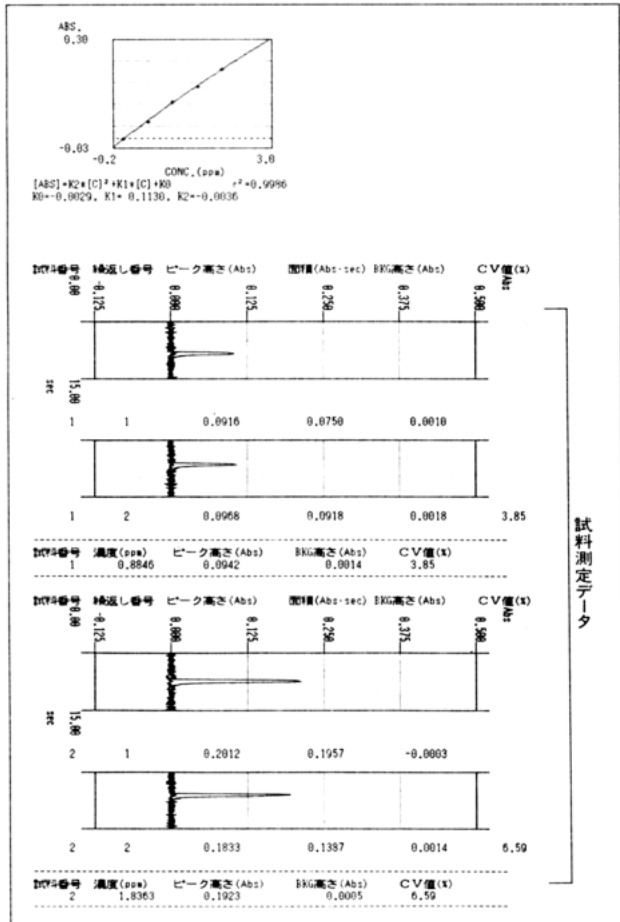 ABS.
0.30
-0.03
-0.2 3.0
CONC.(ppm)
[ABS]=K2*[C]²+K1*[C]+K0 r²=0.9986
K0=-0.0029, K1= 0.1130, K2=-0.0036
試料番号 繰返し番号 ピーク高さ(Abs) 面積(Abs·sec) BKG高さ(Abs) CV値(%)
0.00 -0.125 0.000 0.125 0.250 0.375 0.500 Abs
15.00
sec
1 1 0.0916 0.0750 0.0010
1 2 0.0968 0.0918 0.0018 3.85
試料番号 濃度(ppm) ピーク高さ(Abs) BKG高さ(Abs) CV値(%)
1 0.8846 0.0942 0.0014 3.85
試料番号 繰返し番号 ピーク高さ(Abs) 面積(Abs·sec) BKG高さ(Abs) CV値(%)
0.00 -0.125 0.000 0.125 0.250 0.375 0.500 Abs
15.00
sec
2 1 0.2012 0.1957 -0.0003
2 2 0.1833 0.1387 0.0014 6.59
試料番号 濃度(ppm) ピーク高さ(Abs) BKG高さ(Abs) CV値(%)
2 1.8363 0.1923 0.0005 6.59
試料測定データ